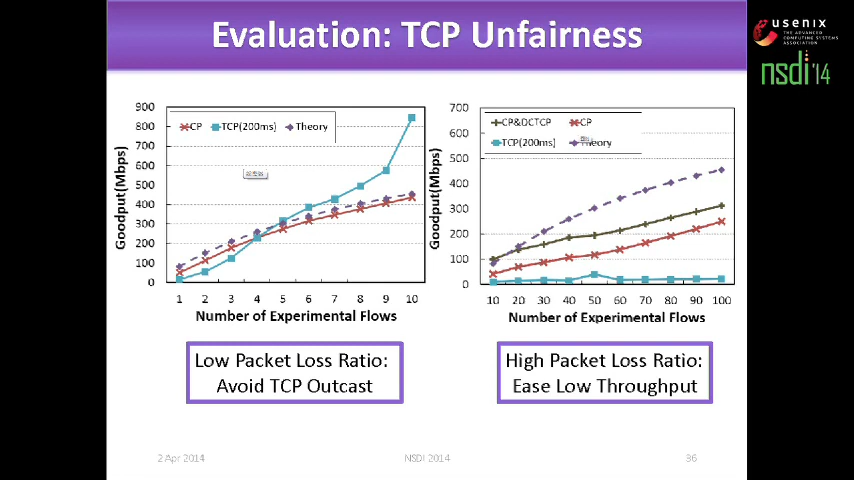 Evaluation: TCP Unfairness
usenix
THE ADVANCED
COMPUTING SYSTEMS
ASSOCIATION
nsdi '14
900
800
700
600
500
400
300
200
100
0
Goodput(Mbps)
CP TCP(200ms) Theory
1 2 3 4 5 6 7 8 9 10
Number of Experimental Flows
700
600
500
400
300
200
100
0
Goodput(Mbps)
CP&DCTCP CP
TCP(200ms) Theory
10 20 30 40 50 60 70 80 90 100
Number of Experimental Flows
Low Packet Loss Ratio:
Avoid TCP Outcast
High Packet Loss Ratio:
Ease Low Throughput
2 Apr 2014 NSDI 2014 36